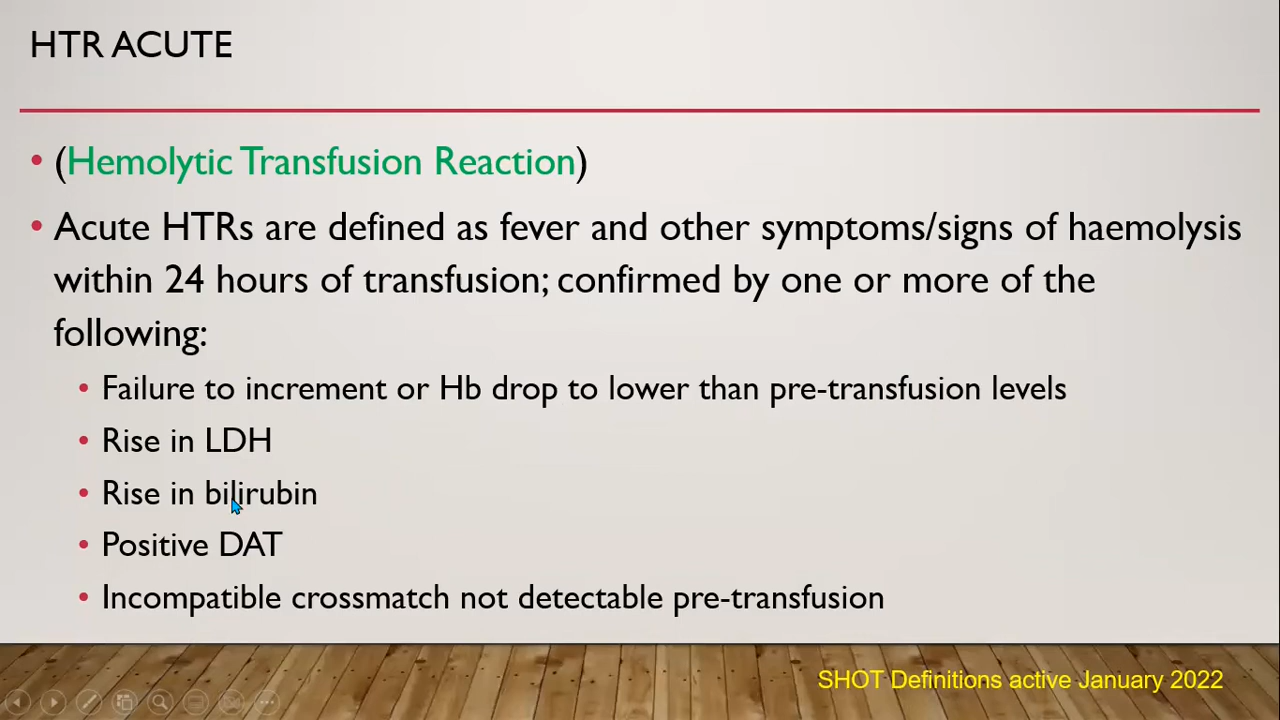 HTR ACUTE
• (Hemolytic Transfusion Reaction)
• Acute HTRs are defined as fever and other symptoms/signs of haemolysis
within 24 hours of transfusion; confirmed by one or more of the
following:
• Failure to increment or Hb drop to lower than pre-transfusion levels
• Rise in LDH
• Rise in bilirubin
• Positive DAT
• Incompatible crossmatch not detectable pre-transfusion
SHOT Definitions active January 2022